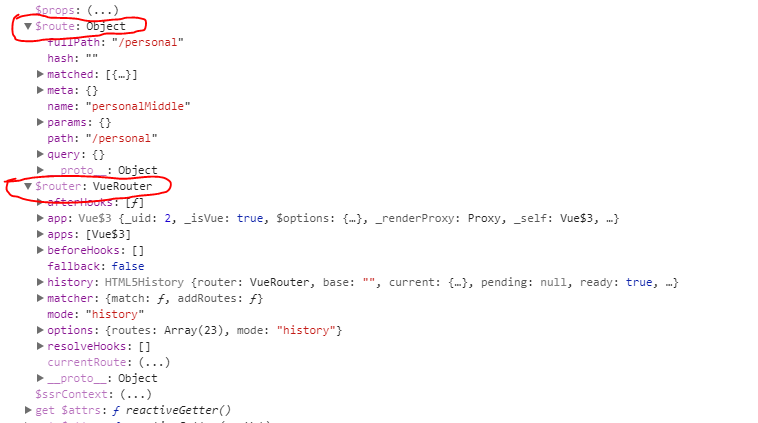 $props: (...)
▼ $route: Object
fullPath: "/personal"
hash: ""
▶ matched: [{…}]
▶ meta: {}
name: "personalMiddle"
▶ params: {}
path: "/personal"
▶ query: {}
▶ __proto__: Object
▼ $router: VueRouter
▶ afterHooks: [ƒ]
▶ app: Vue$3 {_uid: 2, _isVue: true, $options: {…}, _renderProxy: Proxy, _self: Vue$3, …}
▶ apps: [Vue$3]
▶ beforeHooks: []
fallback: false
▶ history: HTML5History {router: VueRouter, base: "", current: {…}, pending: null, ready: true, …}
▶ matcher: {match: ƒ, addRoutes: ƒ}
mode: "history"
▶ options: {routes: Array(23), mode: "history"}
▶ resolveHooks: []
currentRoute: (...)
▶ __proto__: Object
$ssrContext: (...)
▶ get $attrs: ƒ reactiveGetter()